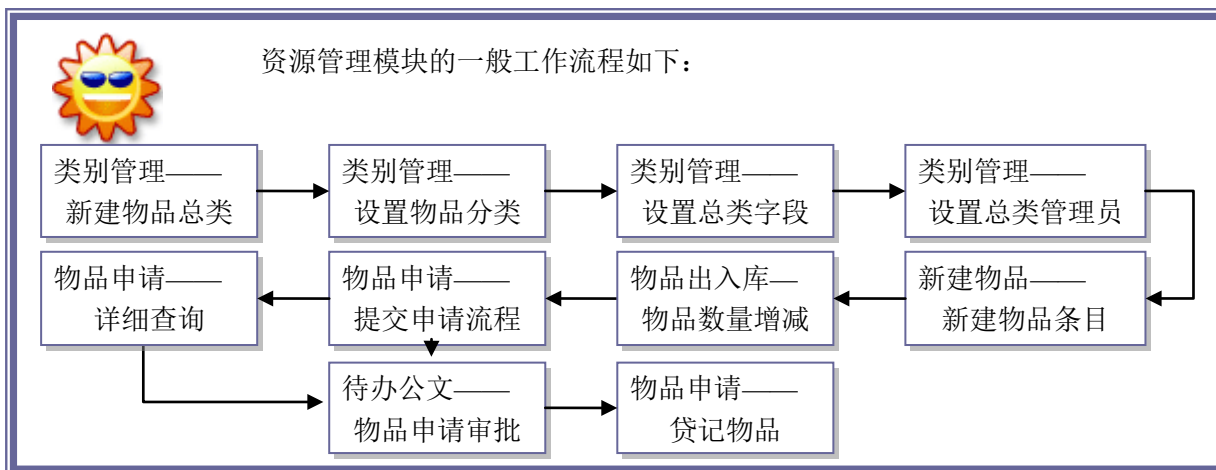 资源管理模块的一般工作流程如下：
类别管理——
新建物品总类
类别管理——
设置物品分类
类别管理——
设置总类字段
类别管理——
设置总类管理员
新建物品——
新建物品条目
物品出入库—
物品数量增减
物品申请——
提交申请流程
物品申请——
详细查询
待办公文——
物品申请审批
物品申请——
贷记物品